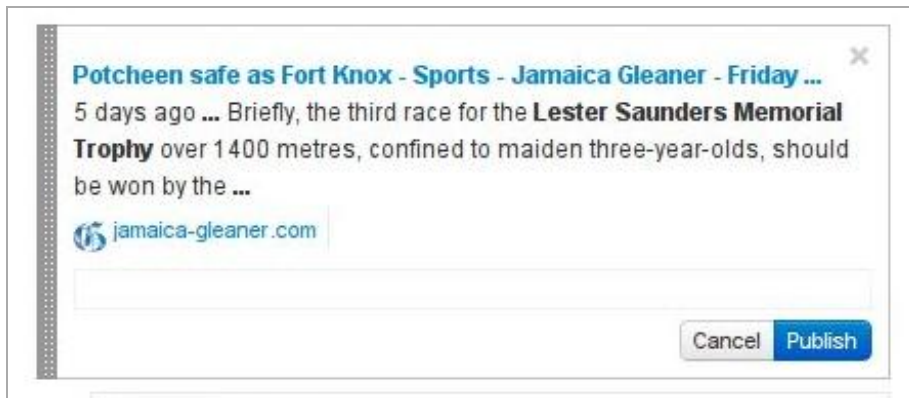 Potcheen safe as Fort Knox - Sports - Jamaica Gleaner - Friday ...
5 days ago ... Briefly, the third race for the Lester Saunders Memorial
Trophy over 1400 metres, confined to maiden three-year-olds, should
be won by the ...
jamaica-gleaner.com
Cancel Publish